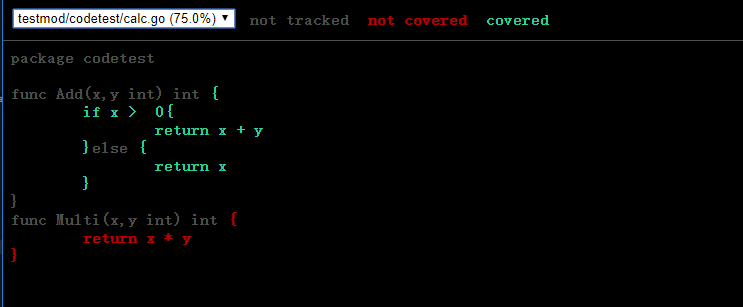 testmod/codetest/calc.go (75.0%) not tracked not covered covered
package codetest
func Add(x,y int) int {
        if x >  0{
                return x + y
        }else {
                return x
        }
}
func Multi(x,y int) int {
        return x * y
}